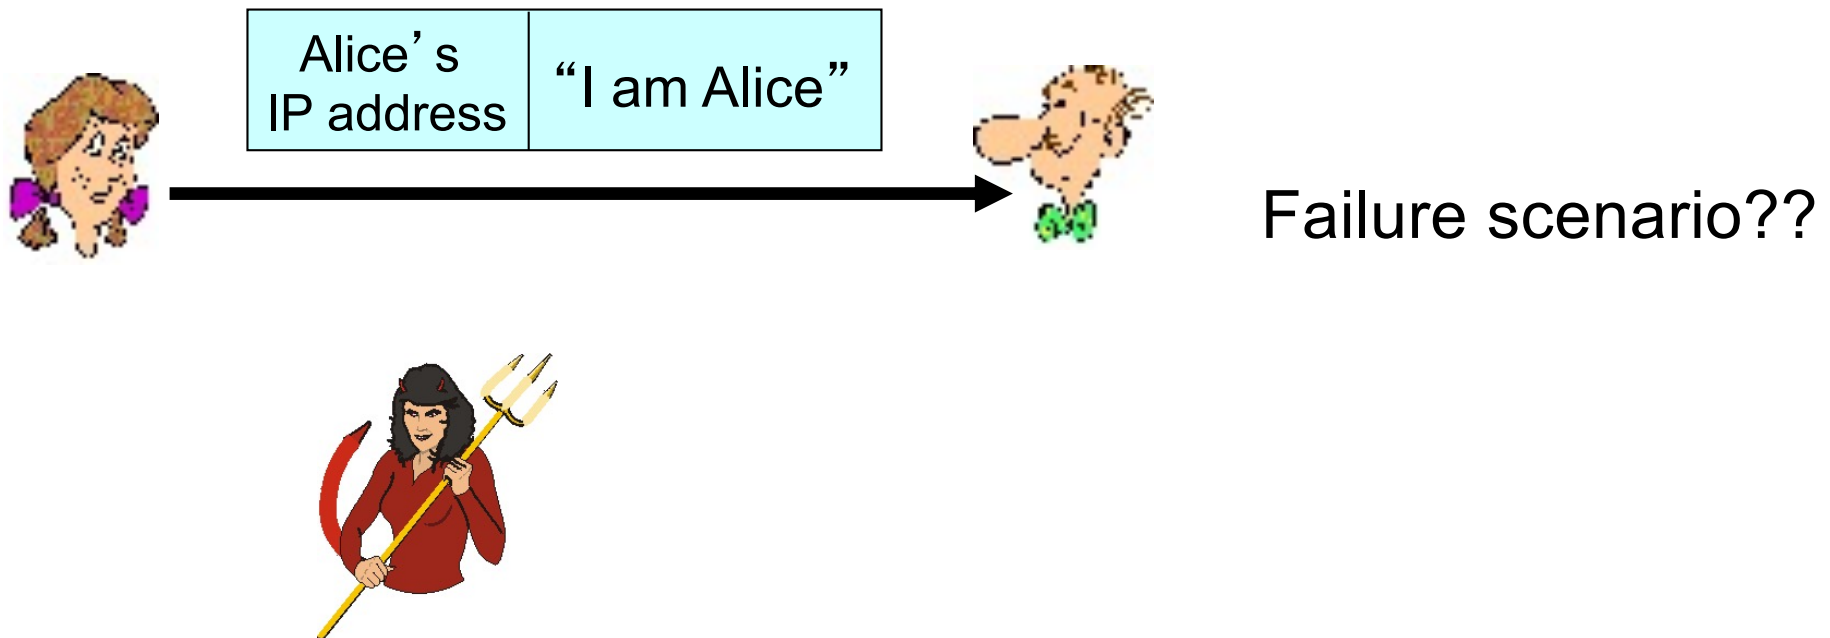 Alice’s
IP address
“I am Alice”
Failure scenario??